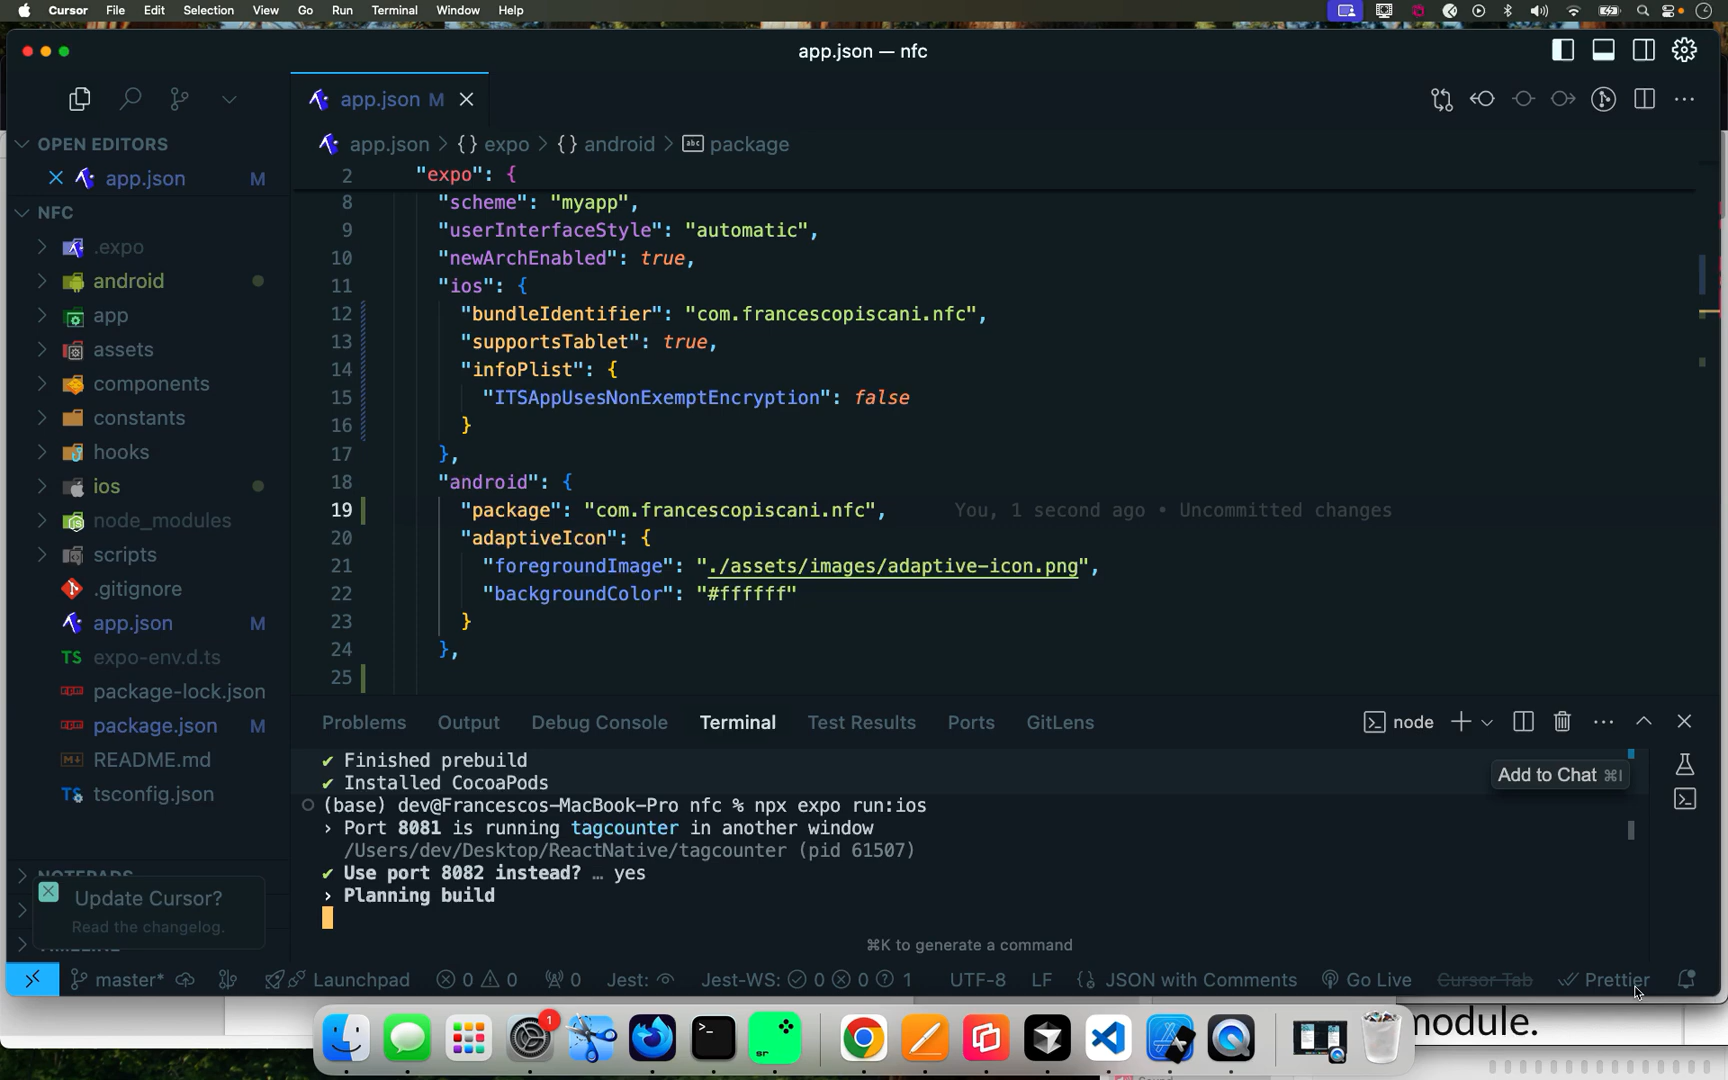 Cursor File Edit Selection View Go Run Terminal Window Help
app.json — nfc
app.json M
OPEN EDITORS
app.json M
NFC
.expo
android
app
assets
components
constants
hooks
ios
node_modules
scripts
.gitignore
app.json M
expo-env.d.ts
package-lock.json
package.json M
README.md
tsconfig.json
NOTEPADS
Update Cursor?
Read the changelog.
TIMELINE
app.json > {} expo > {} android > abc package
2 "expo": {
8 "scheme": "myapp",
9 "userInterfaceStyle": "automatic",
10 "newArchEnabled": true,
11 "ios": {
12 "bundleIdentifier": "com.francescopiscani.nfc",
13 "supportsTablet": true,
14 "infoPlist": {
15 "ITSAppUsesNonExemptEncryption": false
16 }
17 },
18 "android": {
19 "package": "com.francescopiscani.nfc", You, 1 second ago • Uncommitted changes
20 "adaptiveIcon": {
21 "foregroundImage": "./assets/images/adaptive-icon.png",
22 "backgroundColor": "#ffffff"
23 }
24 },
25
Problems Output Debug Console Terminal Test Results Ports GitLens
node
✔ Finished prebuild
Add to Chat ⌘I
✔ Installed CocoaPods
(base) dev@Francescos-MacBook-Pro nfc % npx expo run:ios
› Port 8081 is running tagcounter in another window
/Users/dev/Desktop/ReactNative/tagcounter (pid 61507)
✔ Use port 8082 instead? … yes
› Planning build
⌘K to generate a command
master* Launchpad 0 0 0 Jest: Jest-WS: 0 0 1 UTF-8 LF {} JSON with Comments Go Live Cursor Tab Prettier
module.
1
sr